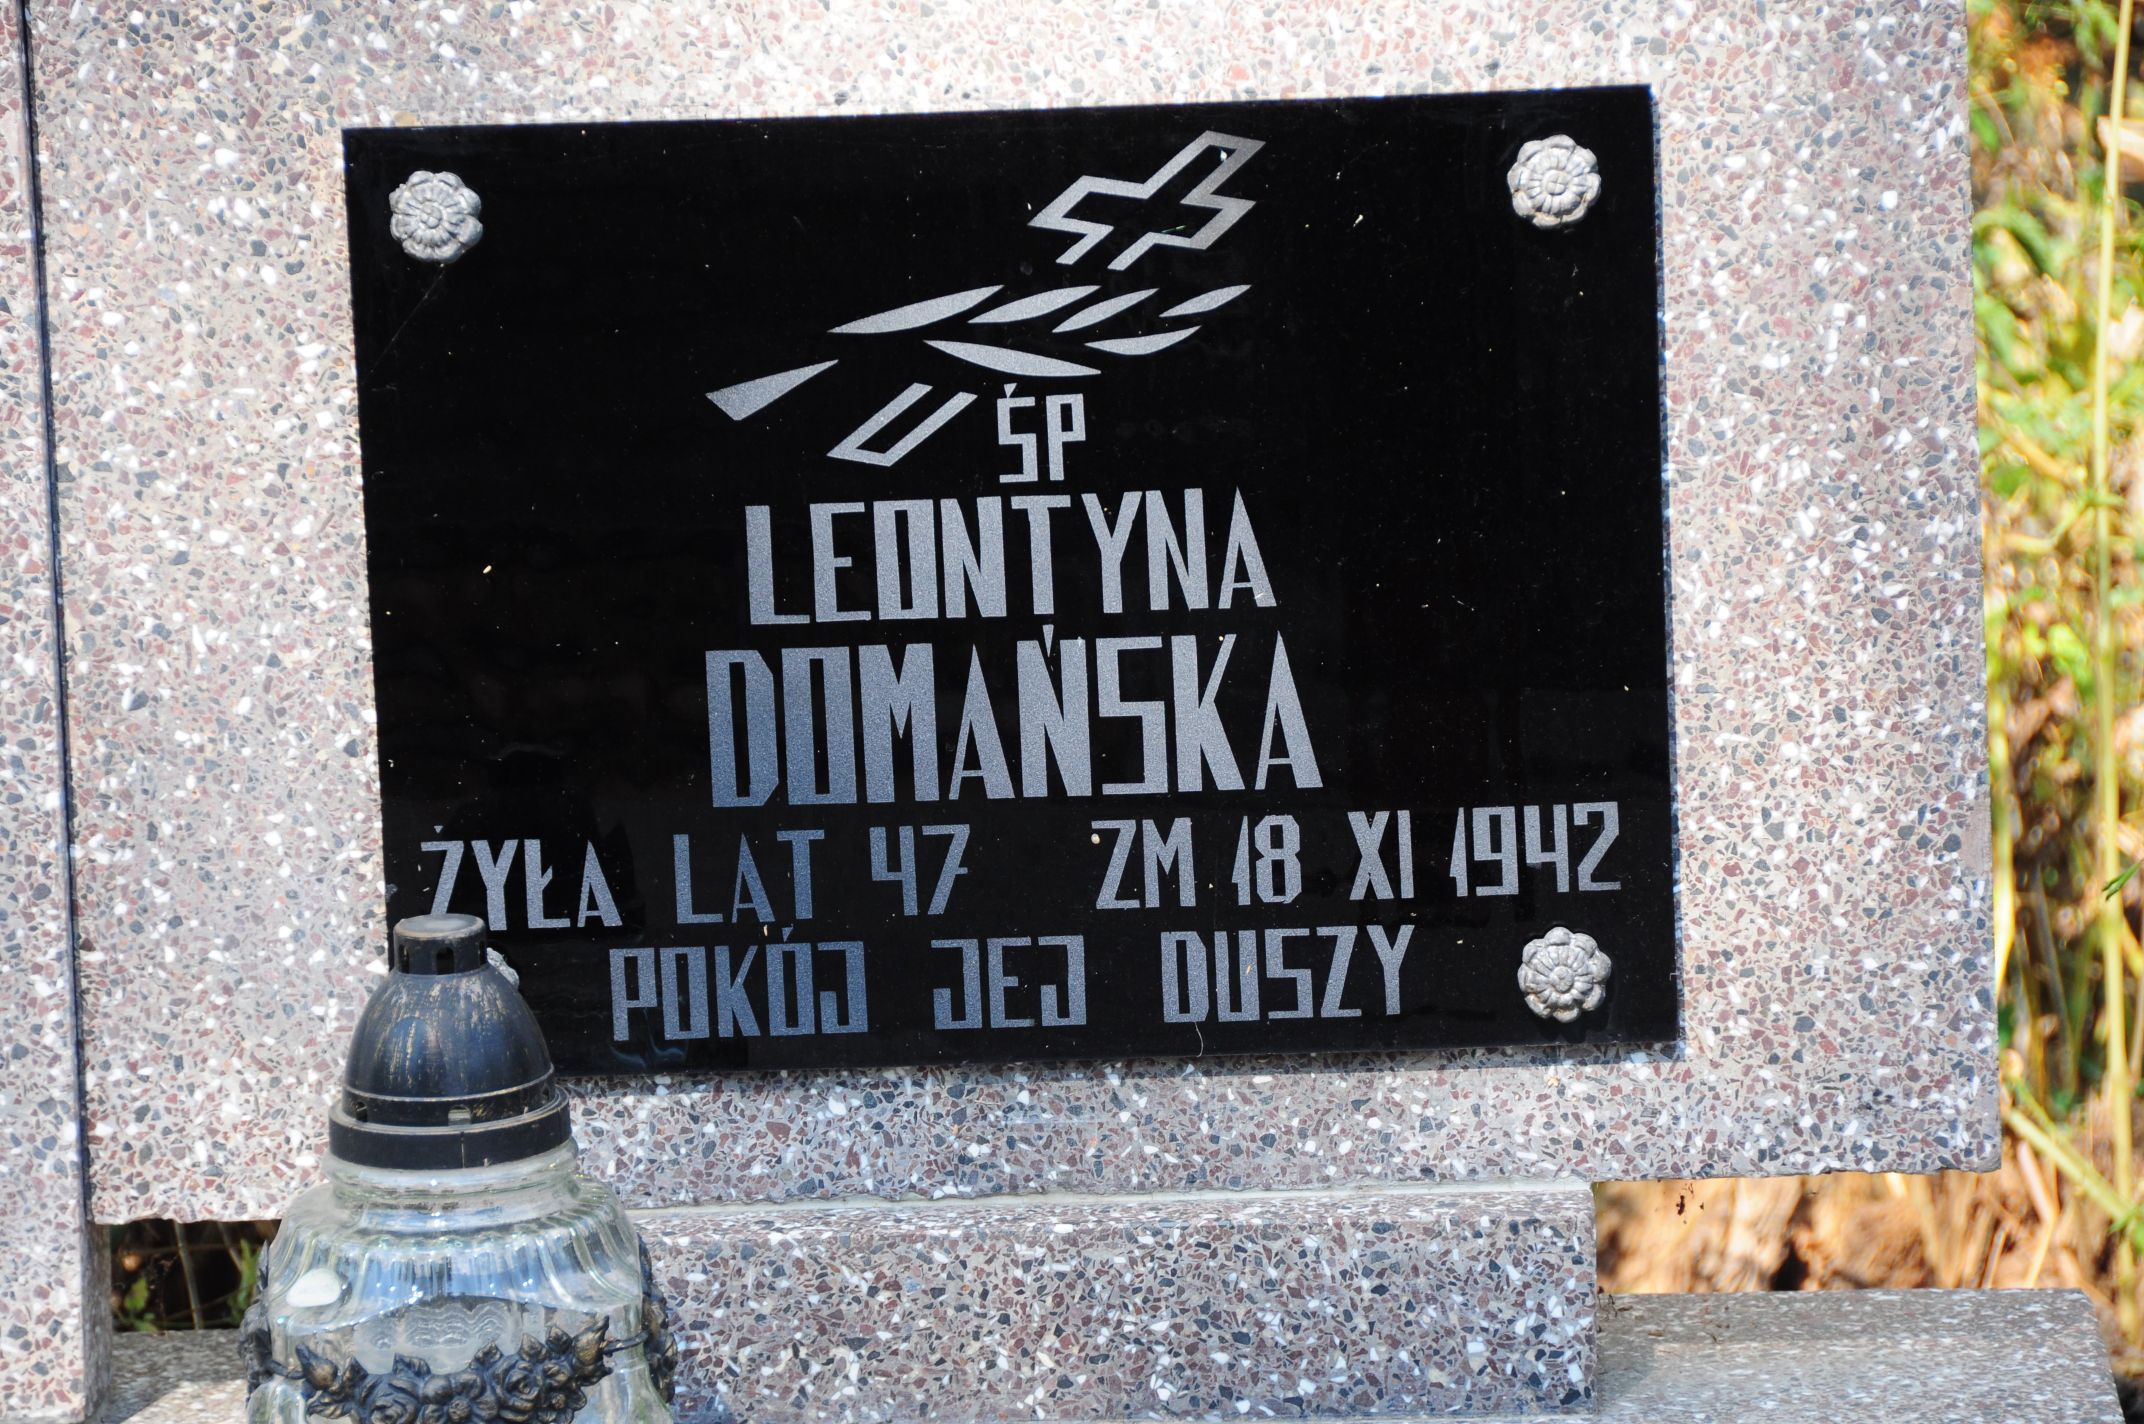 ŚP
LEONTYNA
DOMAŃSKA
ŻYŁA LAT 47 ZM 18 XI 1942
POKÓJ JEJ DUSZY